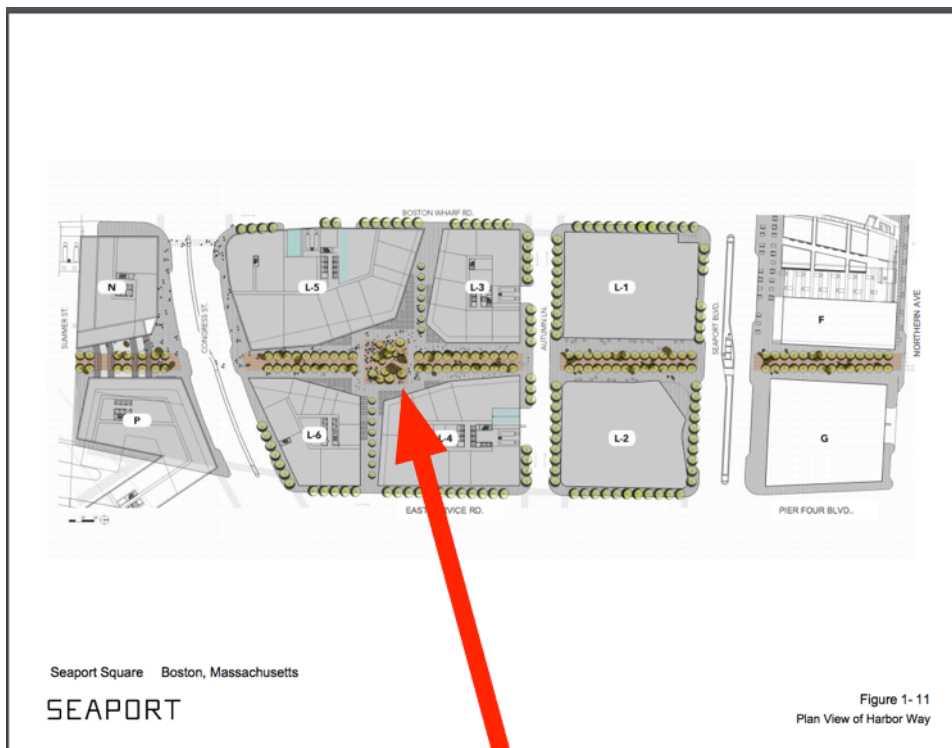 BOSTON WHARF RD.
SUMMER ST.
N
CONGRESS ST.
L-5
L-3
AUTUMN LN.
L-1
SEAPORT BLVD.
F
NORTHERN AVE
P
L-6
L-4
L-2
G
EAST SERVICE RD.
PIER FOUR BLVD..
Seaport Square Boston, Massachusetts
SEAPORT
Figure 1- 11
Plan View of Harbor Way